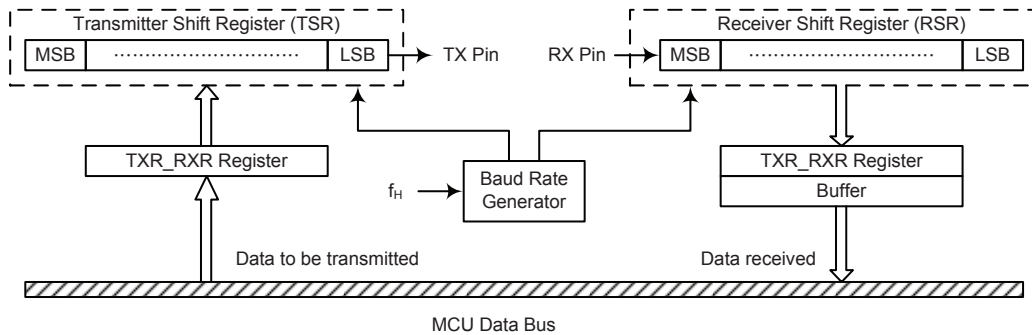 Transmitter Shift Register (TSR)
MSB ................................ LSB
TX Pin
RX Pin
Receiver Shift Register (RSR)
MSB ................................ LSB
TXR_RXR Register
fH
Baud Rate
Generator
TXR_RXR Register
Buffer
Data to be transmitted
Data received
MCU Data Bus